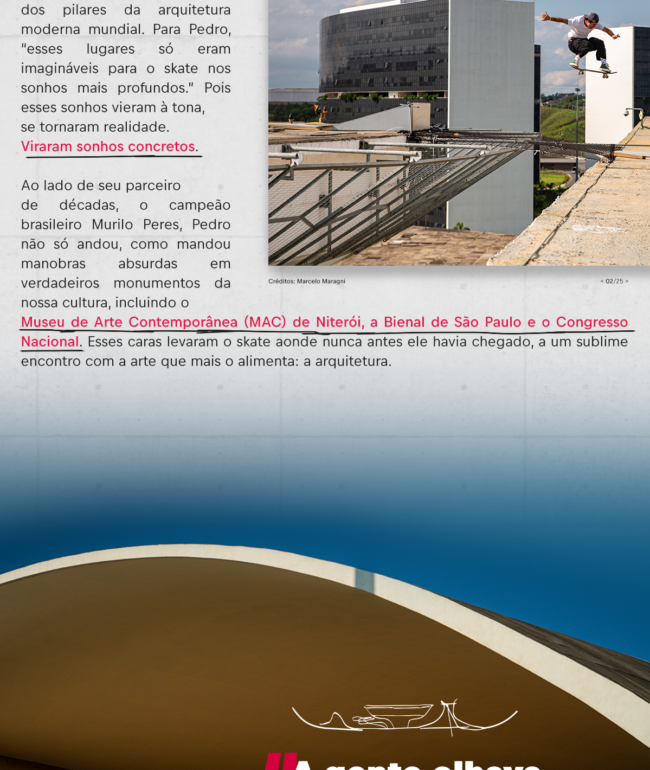 dos pilares da arquitetura
moderna mundial. Para Pedro,
“esses lugares só eram
imagináveis para o skate nos
sonhos mais profundos.” Pois
esses sonhos vieram à tona,
se tornaram realidade.
Viraram sonhos concretos.
Ao lado de seu parceiro
de décadas, o campeão
brasileiro Murilo Peres, Pedro
não só andou, como mandou
manobras absurdas em
verdadeiros monumentos da
nossa cultura, incluindo o
Créditos: Marcelo Maragni
< 02/25 >
Museu de Arte Contemporânea (MAC) de Niterói, a Bienal de São Paulo e o Congresso
Nacional. Esses caras levaram o skate aonde nunca antes ele havia chegado, a um sublime
encontro com a arte que mais o alimenta: a arquitetura.
"A gente olhava